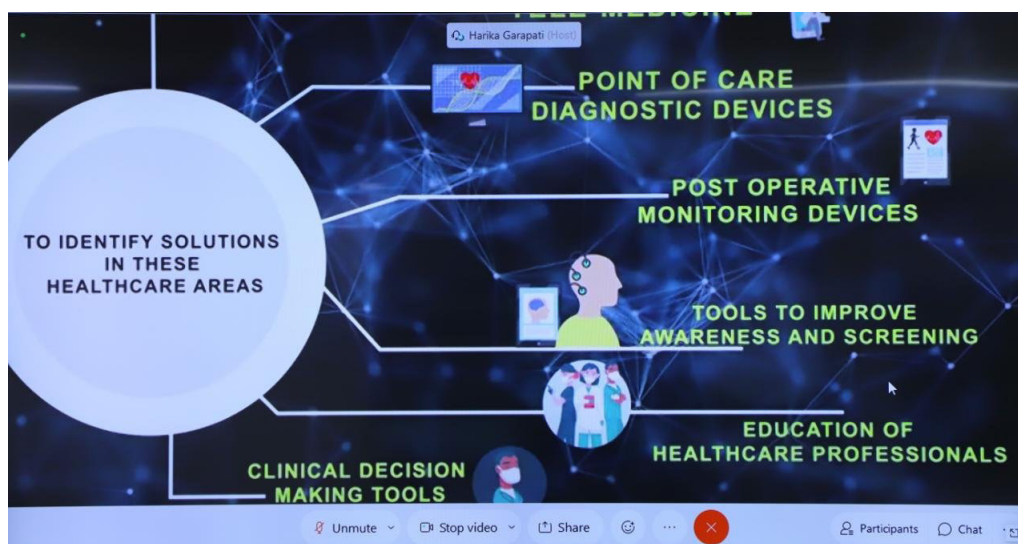 TELE MEDICINE
Harika Garapati (Host)
POINT OF CARE
DIAGNOSTIC DEVICES
POST OPERATIVE
MONITORING DEVICES
TO IDENTIFY SOLUTIONS
IN THESE
HEALTHCARE AREAS
TOOLS TO IMPROVE
AWARENESS AND SCREENING
EDUCATION OF
HEALTHCARE PROFESSIONALS
CLINICAL DECISION
MAKING TOOLS
Unmute
Stop video
Share
Participants
Chat